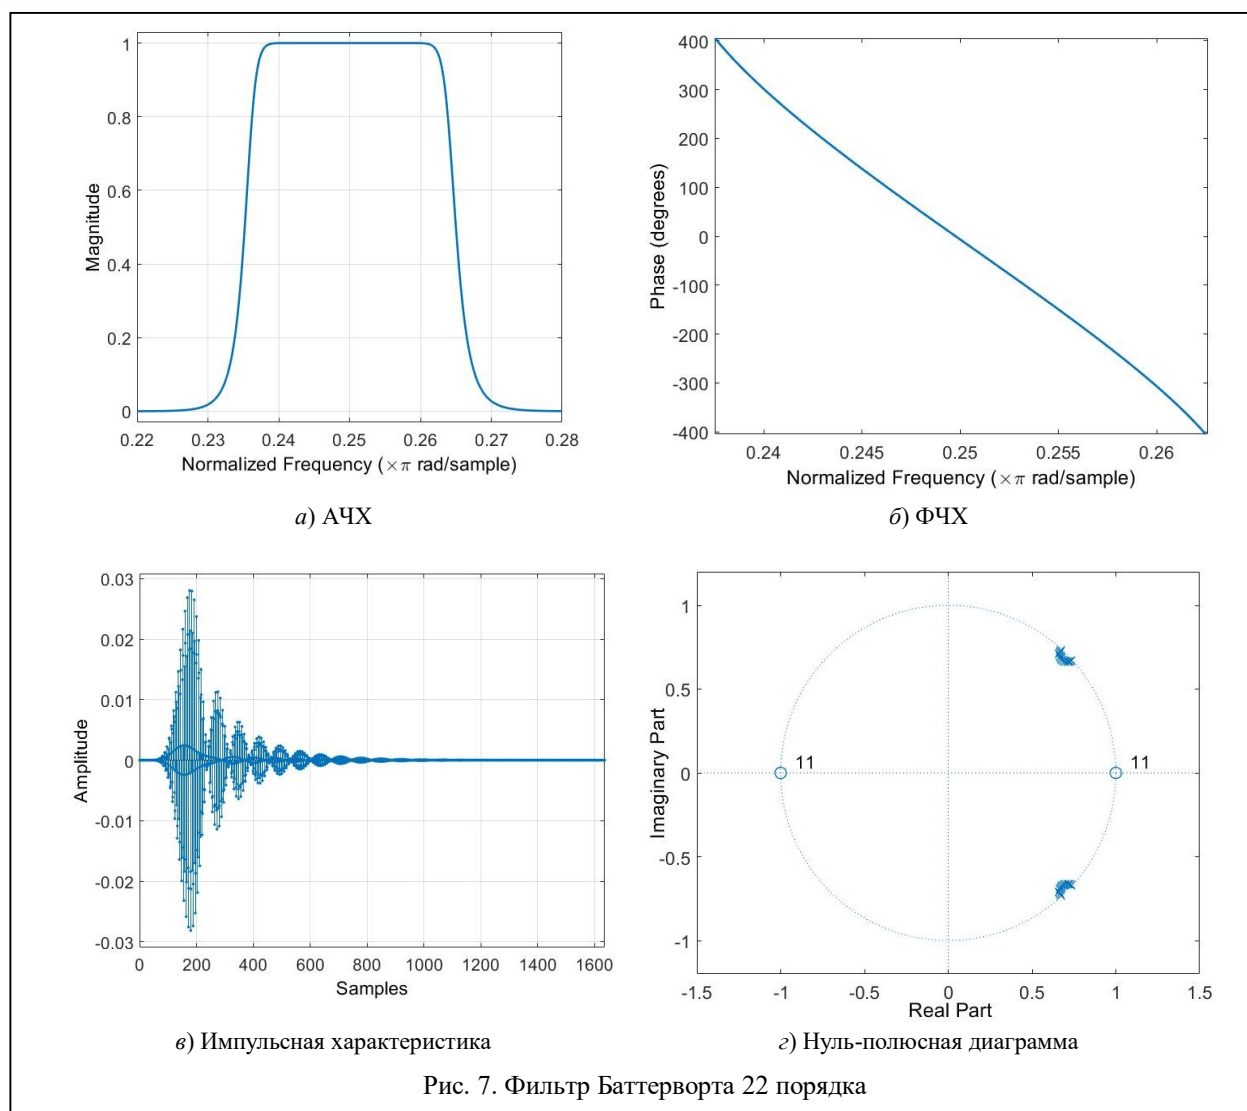 1
0.8
0.6
0.4
0.2
0
Magnitude
0.22 0.23 0.24 0.25 0.26 0.27 0.28
Normalized Frequency (×π rad/sample)
а) АЧХ
400
300
200
100
0
-100
-200
-300
-400
Phase (degrees)
0.24 0.245 0.25 0.255 0.26
Normalized Frequency (×π rad/sample)
б) ФЧХ
0.03
0.02
0.01
0
-0.01
-0.02
-0.03
Amplitude
0 200 400 600 800 1000 1200 1400 1600
Samples
в) Импульсная характеристика
1
0.5
0
-0.5
-1
Imaginary Part
11 11
-1.5 -1 -0.5 0 0.5 1 1.5
Real Part
г) Нуль-полюсная диаграмма
Рис. 7. Фильтр Баттерворта 22 порядка